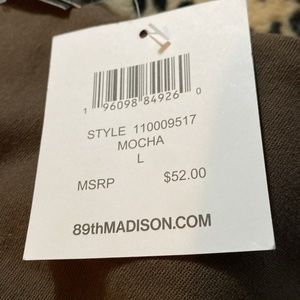 1 96098 84926 0
STYLE 110009517
MOCHA
L
MSRP $52.00
89thMADISON.COM